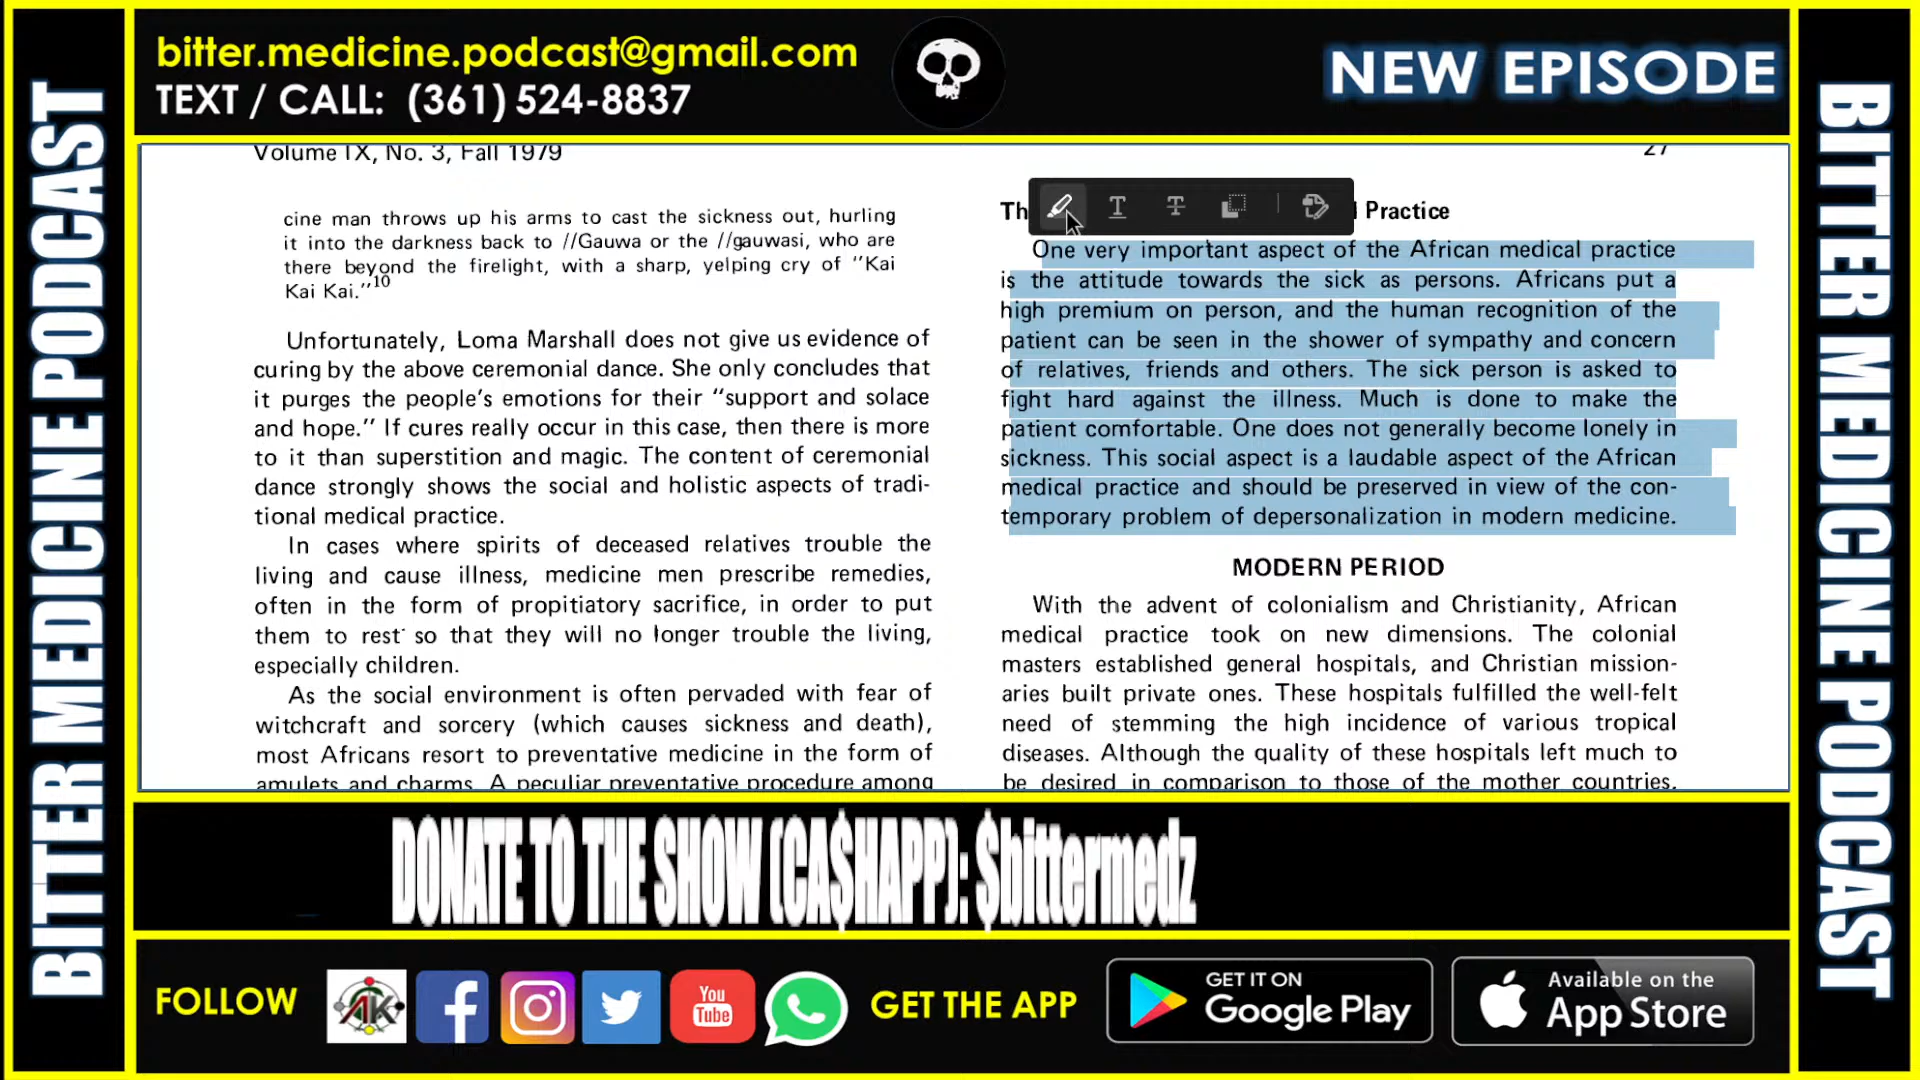 bitter.medicine.podcast@gmail.com
TEXT / CALL: (361) 524-8837
NEW EPISODE
BITTER MEDICINE PODCAST
Volume IX, No. 3, Fall 1979
27
cine man throws up his arms to cast the sickness out, hurling
it into the darkness back to //Gauwa or the //gauwasi, who are
there beyond the firelight, with a sharp, yelping cry of "Kai
Kai Kai."10
Unfortunately, Loma Marshall does not give us evidence of
curing by the above ceremonial dance. She only concludes that
it purges the people's emotions for their "support and solace
and hope." If cures really occur in this case, then there is more
to it than superstition and magic. The content of ceremonial
dance strongly shows the social and holistic aspects of tradi-
tional medical practice.
In cases where spirits of deceased relatives trouble the
living and cause illness, medicine men prescribe remedies,
often in the form of propitiatory sacrifice, in order to put
them to rest so that they will no longer trouble the living,
especially children.
As the social environment is often pervaded with fear of
witchcraft and sorcery (which causes sickness and death),
most Africans resort to preventative medicine in the form of
amulets and charms. A peculiar preventative procedure among
Th Practice
One very important aspect of the African medical practice
is the attitude towards the sick as persons. Africans put a
high premium on person, and the human recognition of the
patient can be seen in the shower of sympathy and concern
of relatives, friends and others. The sick person is asked to
fight hard against the illness. Much is done to make the
patient comfortable. One does not generally become lonely in
sickness. This social aspect is a laudable aspect of the African
medical practice and should be preserved in view of the con-
temporary problem of depersonalization in modern medicine.
MODERN PERIOD
With the advent of colonialism and Christianity, African
medical practice took on new dimensions. The colonial
masters established general hospitals, and Christian mission-
aries built private ones. These hospitals fulfilled the well-felt
need of stemming the high incidence of various tropical
diseases. Although the quality of these hospitals left much to
be desired in comparison to those of the mother countries,
BITTER MEDICINE PODCAST
DONATE TO THE SHOW (CA$HAPP): $bittermedz
FOLLOW
AK
You
Tube
GET THE APP
GET IT ON
Google Play
Available on the
App Store